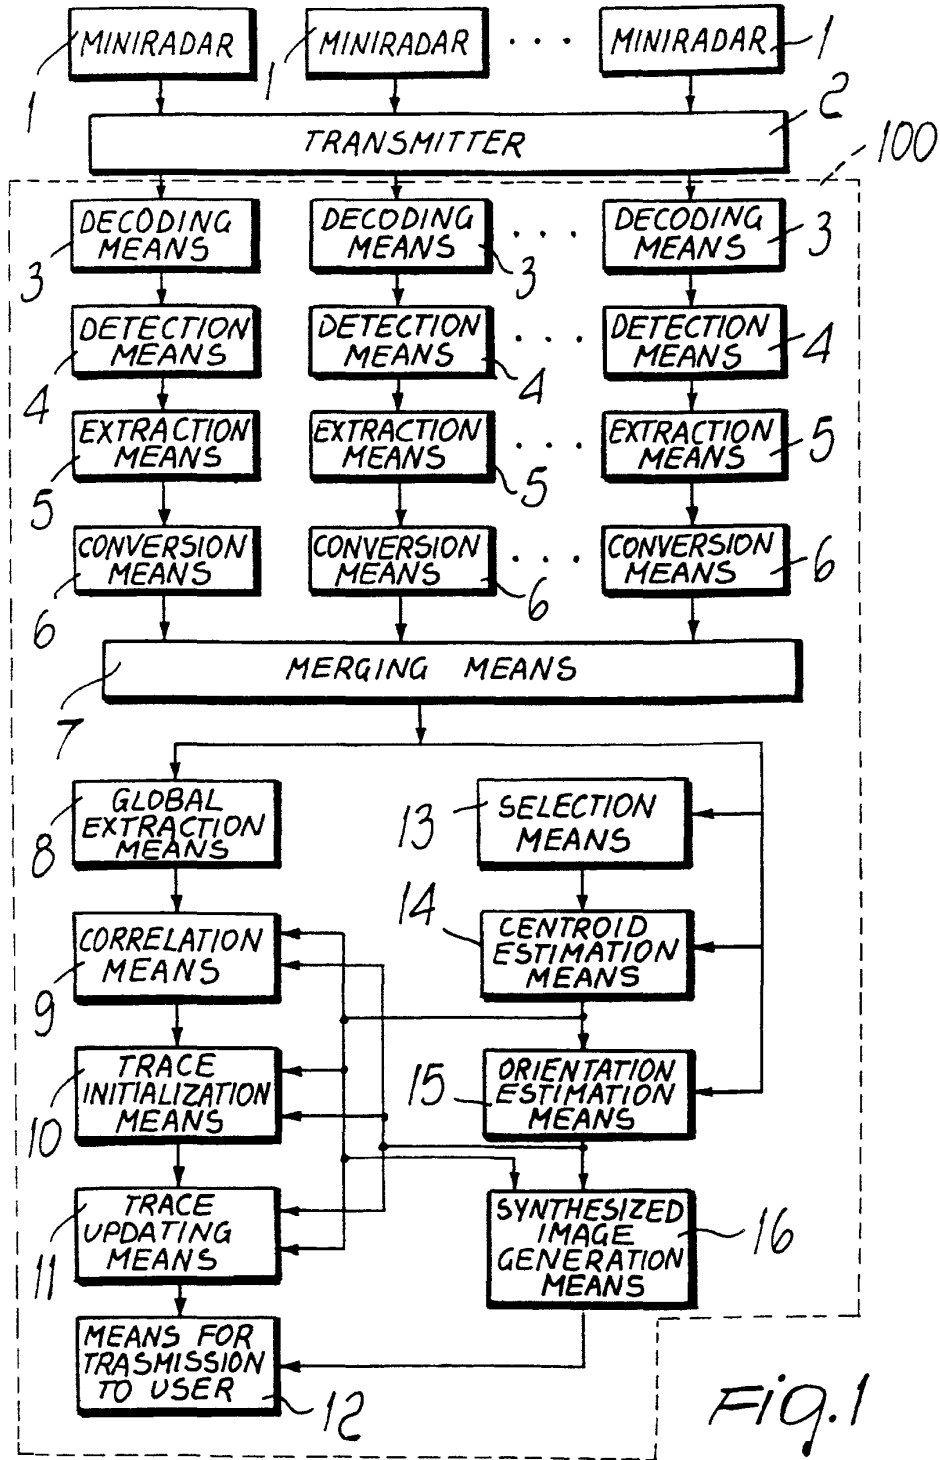 MINIRADAR
MINIRADAR
. . .
MINIRADAR
1
1
1
2
TRANSMITTER
100
DECODING
MEANS
DECODING
MEANS
. . .
DECODING
MEANS
3
3
3
DETECTION
MEANS
DETECTION
MEANS
. . .
DETECTION
MEANS
4
4
4
EXTRACTION
MEANS
EXTRACTION
MEANS
. . .
EXTRACTION
MEANS
5
5
5
CONVERSION
MEANS
CONVERSION
MEANS
. . .
CONVERSION
MEANS
6
6
6
MERGING MEANS
7
GLOBAL
EXTRACTION
MEANS
8
13
SELECTION
MEANS
14
CENTROID
ESTIMATION
MEANS
CORRELATION
MEANS
9
TRACE
INITIALIZATION
MEANS
10
15
ORIENTATION
ESTIMATION
MEANS
TRACE
UPDATING
MEANS
11
SYNTHESIZED
IMAGE
GENERATION
MEANS
16
MEANS FOR
TRASMISSION
TO USER
12
Fig.1